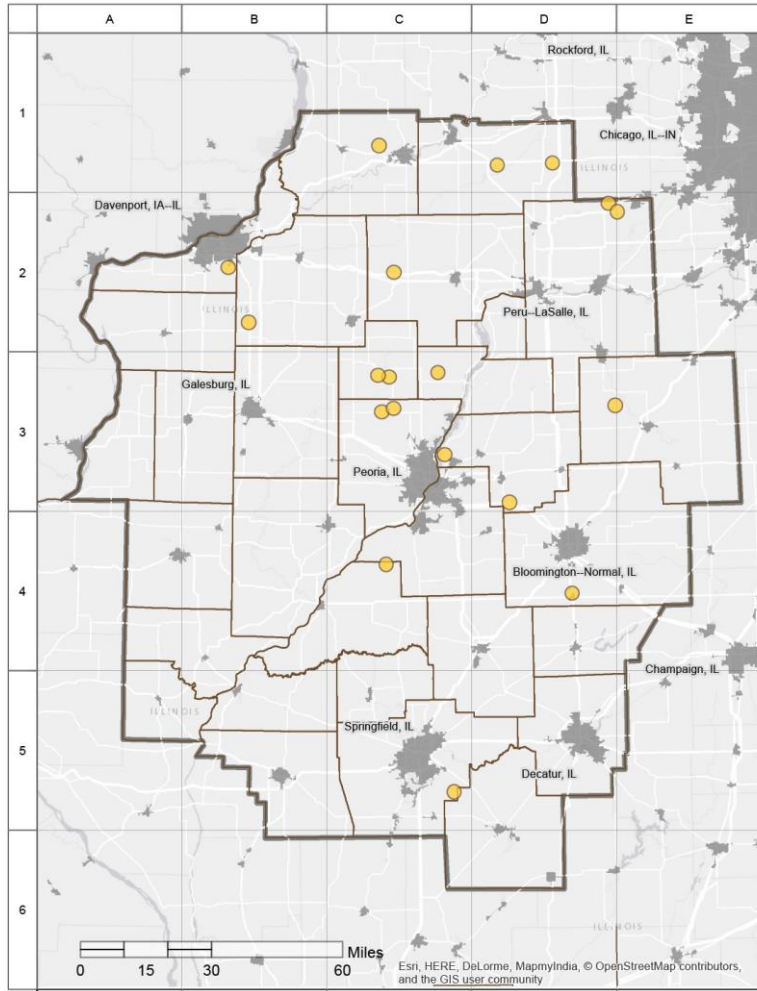 A B C D E
Rockford, IL
1
Chicago, IL--IN
ILLINOIS
Davenport, IA--IL
2
ILLINOIS
Peru--LaSalle, IL
Galesburg, IL
3
Peoria, IL
Bloomington--Normal, IL
4
Champaign, IL
ILLINOIS
Springfield, IL
5
Decatur, IL
6
ILLINOIS
Miles
0 15 30 60
Esri, HERE, DeLorme, MapmyIndia, © OpenStreetMap contributors,
and the GIS user community